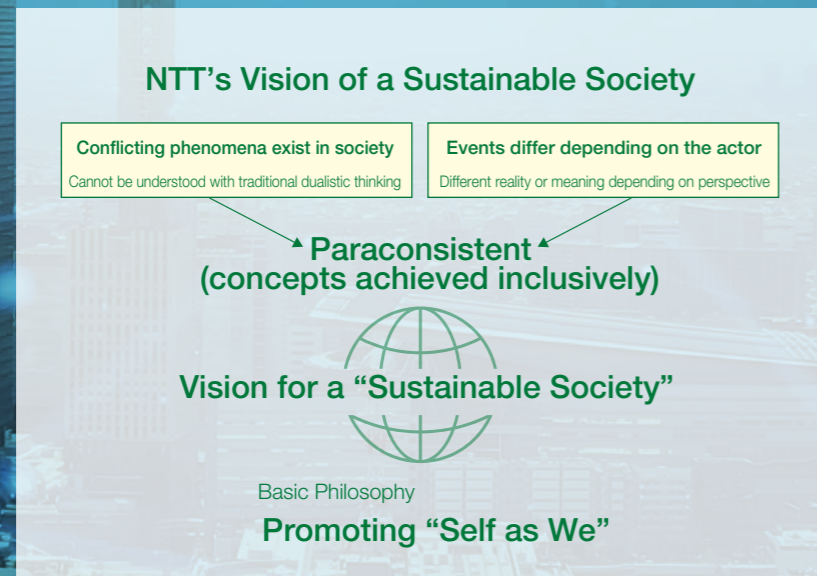 NTT’s Vision of a Sustainable Society
Conflicting phenomena exist in society
Cannot be understood with traditional dualistic thinking
Events differ depending on the actor
Different reality or meaning depending on perspective
Paraconsistent
(concepts achieved inclusively)
Vision for a “Sustainable Society”
Basic Philosophy
Promoting “Self as We”